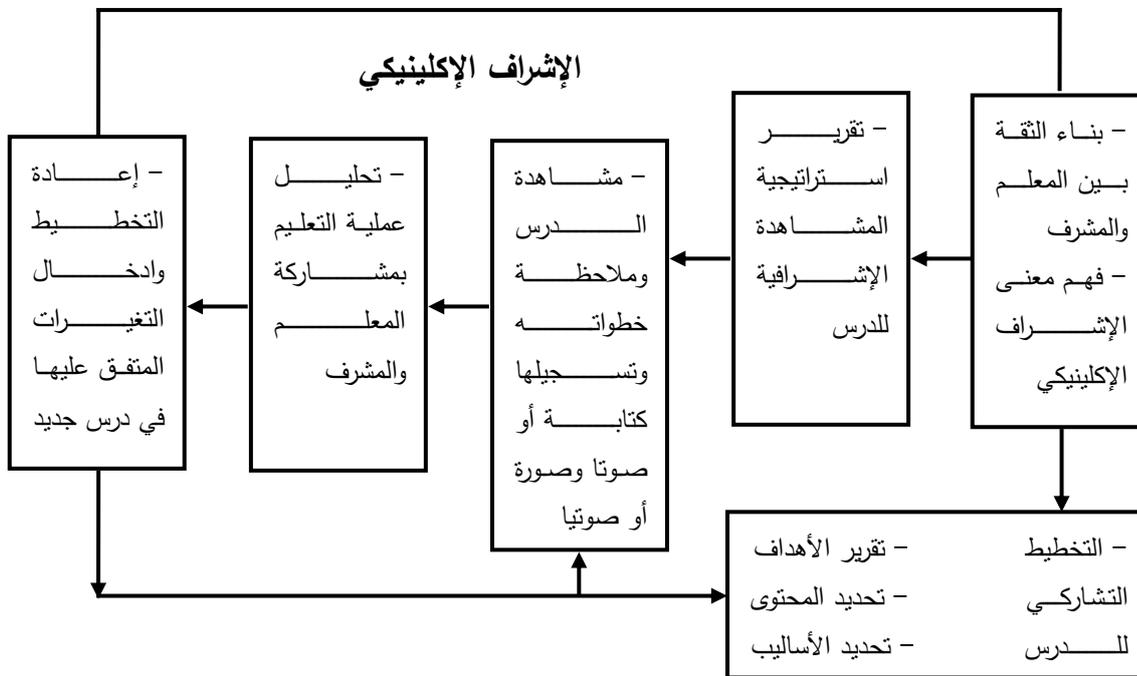 الإشراف الإكلينيكي
- بناء الثقة
بين المعلم
والمشرف
- فهم معنى
الإشراف
الإكلينيكي
- تقرير
استراتيجية
المشاهدة
الإشرافية
للدرس
- مشاهدة
الدرس
وملاحظة
خطواته
وتسجيلها
كتابة أو
صوتا وصورة
أو صوتيا
- تحليل
عملية التعليم
بمشاركة
المعلم
والمشرف
- إعادة
التخطيط
وادخال
التغيرات
المتفق عليها
في درس جديد
- التخطيط
التشاركي
للدرس
- تقرير الأهداف
- تحديد المحتوى
- تحديد الأساليب